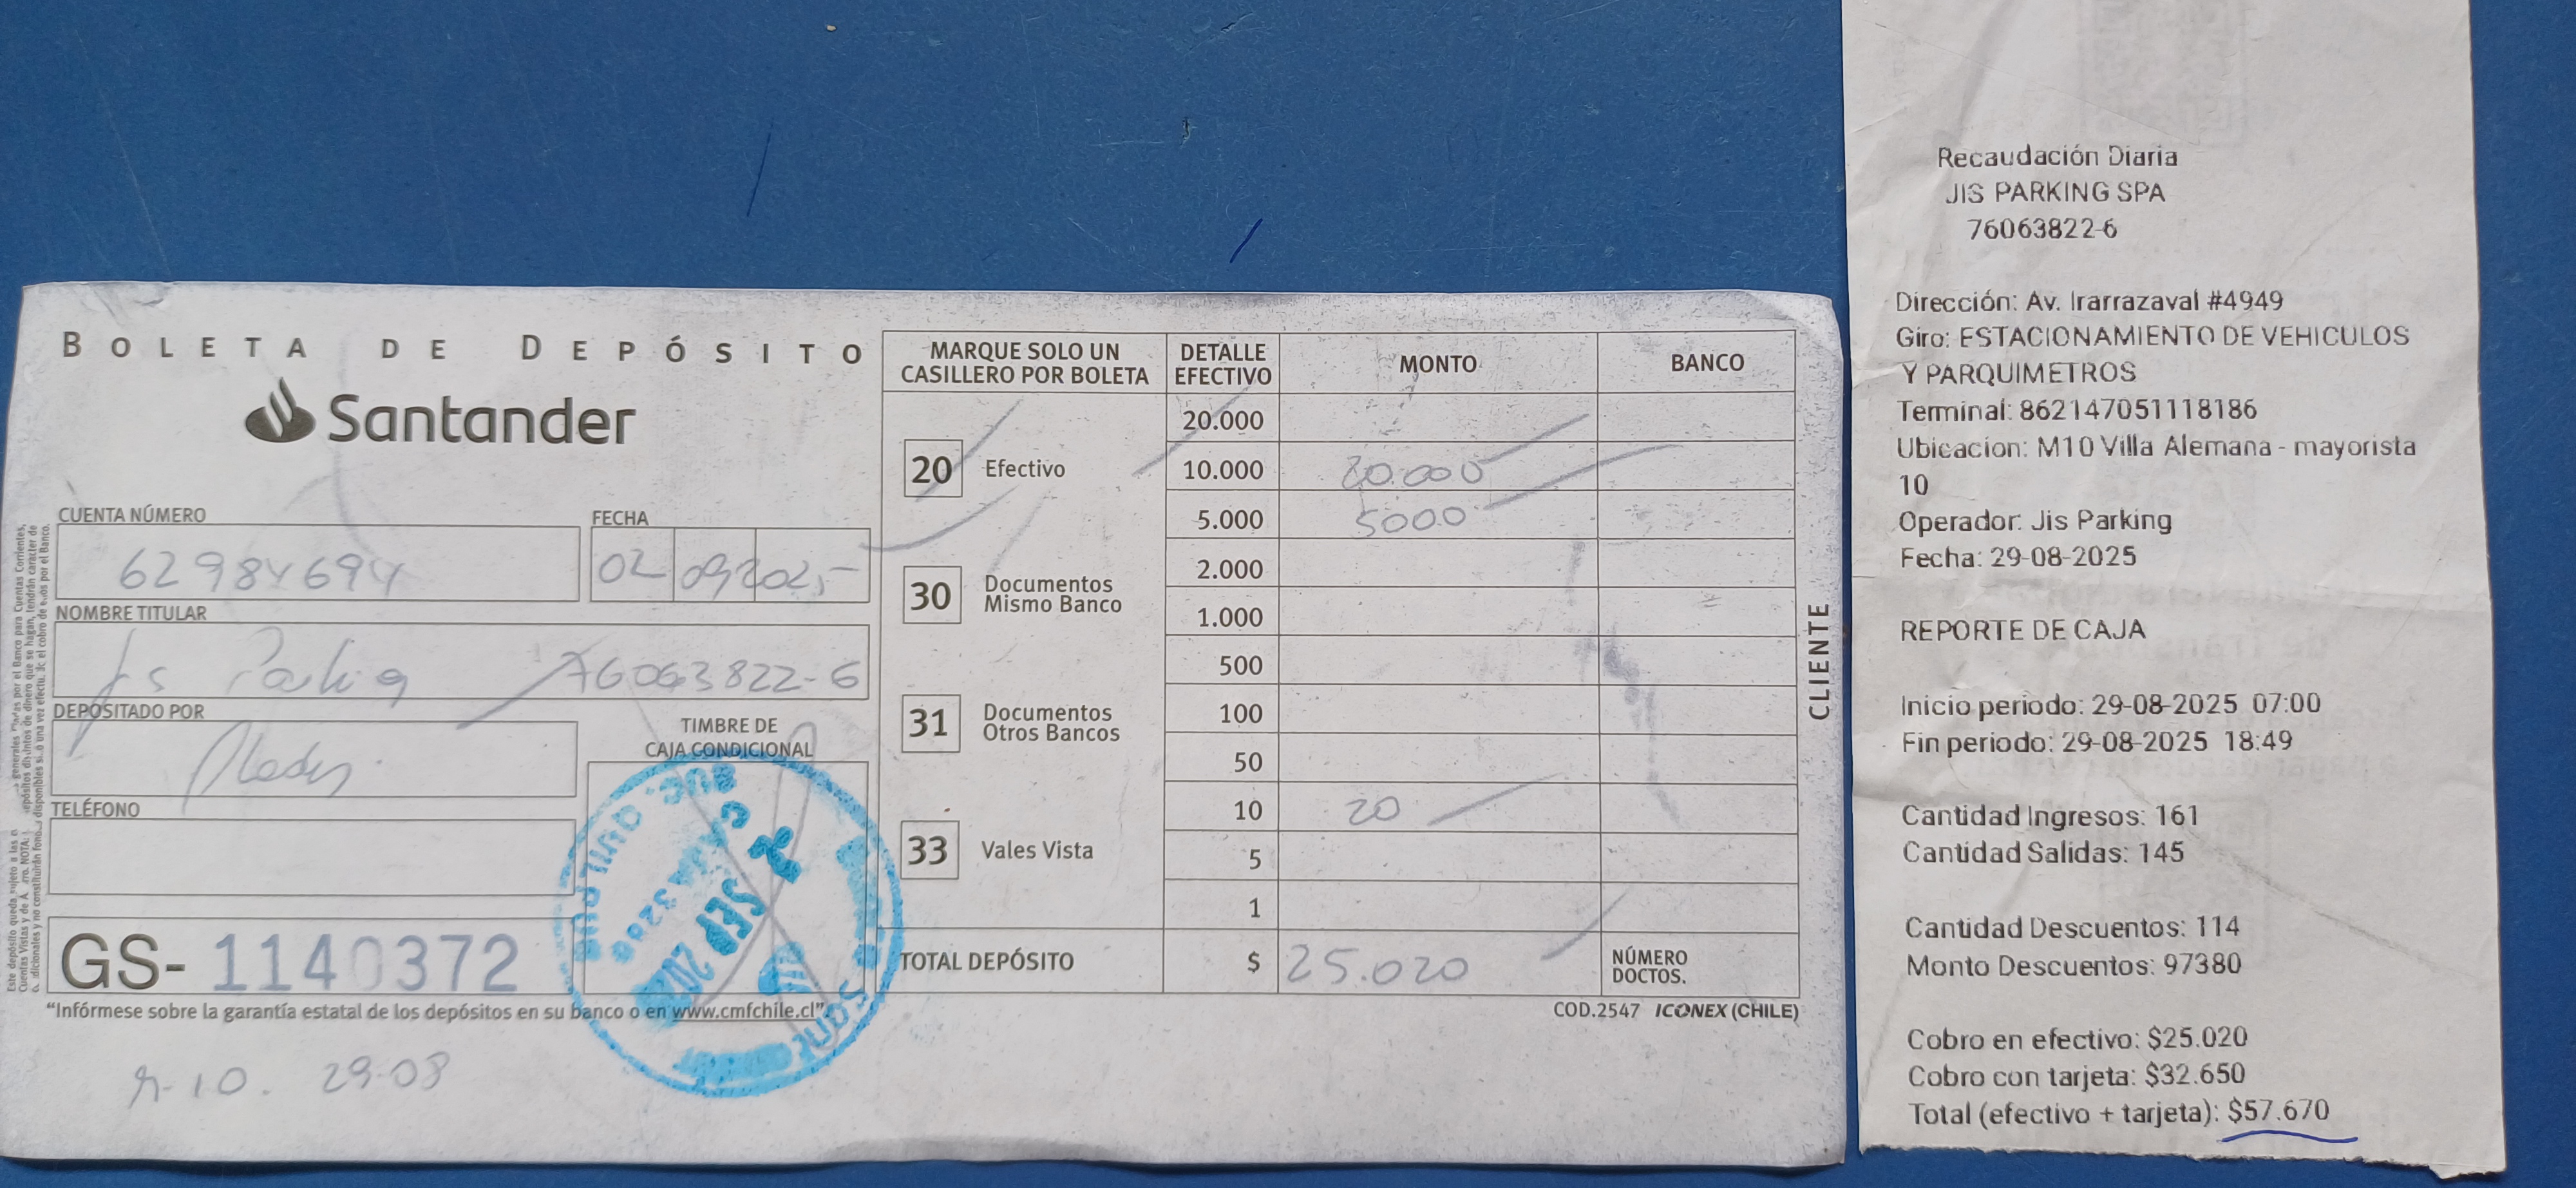 BOLETA DE DEPÓSITO
Santander
CUENTA NÚMERO
62984694
FECHA
02 09 202
NOMBRE TITULAR
Jis Parking 76063822-6
DEPOSITADO POR
TIMBRE DE
CAJA CONDICIONAL
TELÉFONO
GS- 1140372
"Infórmese sobre la garantía estatal de los depósitos en su banco o en www.cmfchile.cl"
29-08
MARQUE SOLO UN
CASILLERO POR BOLETA
20 Efectivo
30 Documentos
Mismo Banco
31 Documentos
Otros Bancos
33 Vales Vista
DETALLE
EFECTIVO
MONTO
BANCO
20.000
10.000 20.000
5.000 5000
2.000
1.000
500
100
50
10 20
5
1
TOTAL DEPÓSITO $ 25.020
NÚMERO
DOCTOS.
COD.2547 ICONEX (CHILE)
CLIENTE
CAJA
SEP
Recaudación Diaria
JIS PARKING SPA
76063822-6
Dirección: Av. Irarrazaval #4949
Giro: ESTACIONAMIENTO DE VEHICULOS
Y PARQUIMETROS
Terminal: 862147051118186
Ubicacion: M10 Villa Alemana - mayorista
10
Operador: Jis Parking
Fecha: 29-08-2025
REPORTE DE CAJA
Inicio periodo: 29-08-2025 07:00
Fin periodo: 29-08-2025 18:49
Cantidad Ingresos: 161
Cantidad Salidas: 145
Cantidad Descuentos: 114
Monto Descuentos: 97380
Cobro en efectivo: $25.020
Cobro con tarjeta: $32.650
Total (efectivo + tarjeta): $57.670